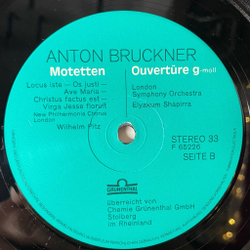 ANTON BRUCKNER
Motetten
Locus iste – Os justi –
Ave Maria –
Christus factus est –
Virga Jesse floruit
New Philharmonia Chorus
London
Wilhelm Pitz
Ouvertüre g-moll
London
Symphony Orchestra
Elyakum Shapirra
STEREO 33
F 65226
SEITE B
GRÜNENTHAL
überreicht von
Chemie Grünenthal GmbH
Stolberg
im Rheinland